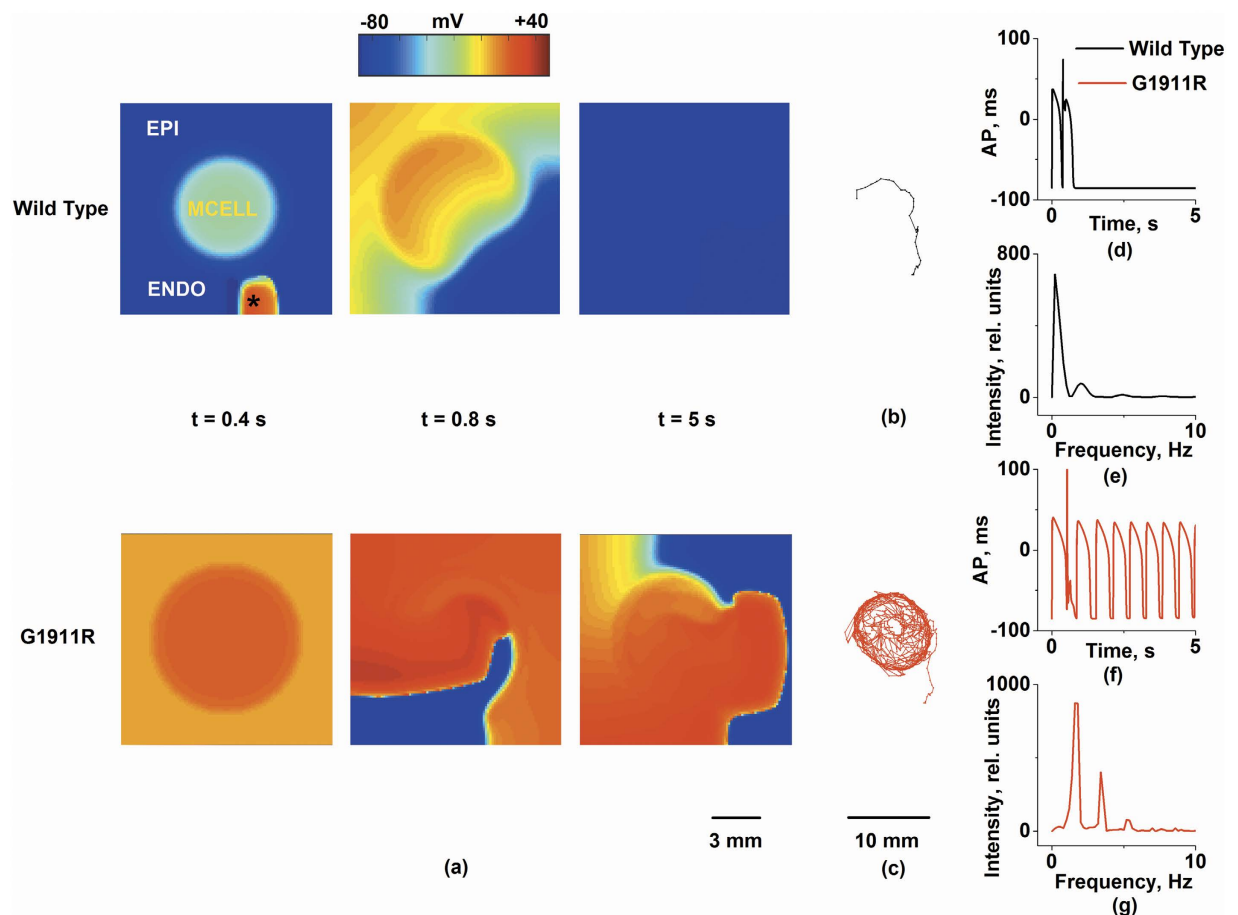 -80 mV +40
EPI
MCELL
ENDO
*
Wild Type
t = 0.4 s
t = 0.8 s
t = 5 s
(b)
G1911R
3 mm
10 mm
(a)
(c)
Wild Type
G1911R
100
0
-100
AP, ms
0 5
Time, s
(d)
800
0
Intensity, rel. units
0 10
Frequency, Hz
(e)
100
0
-100
AP, ms
0 5
Time, s
(f)
1000
0
Intensity, rel. units
0 10
Frequency, Hz
(g)